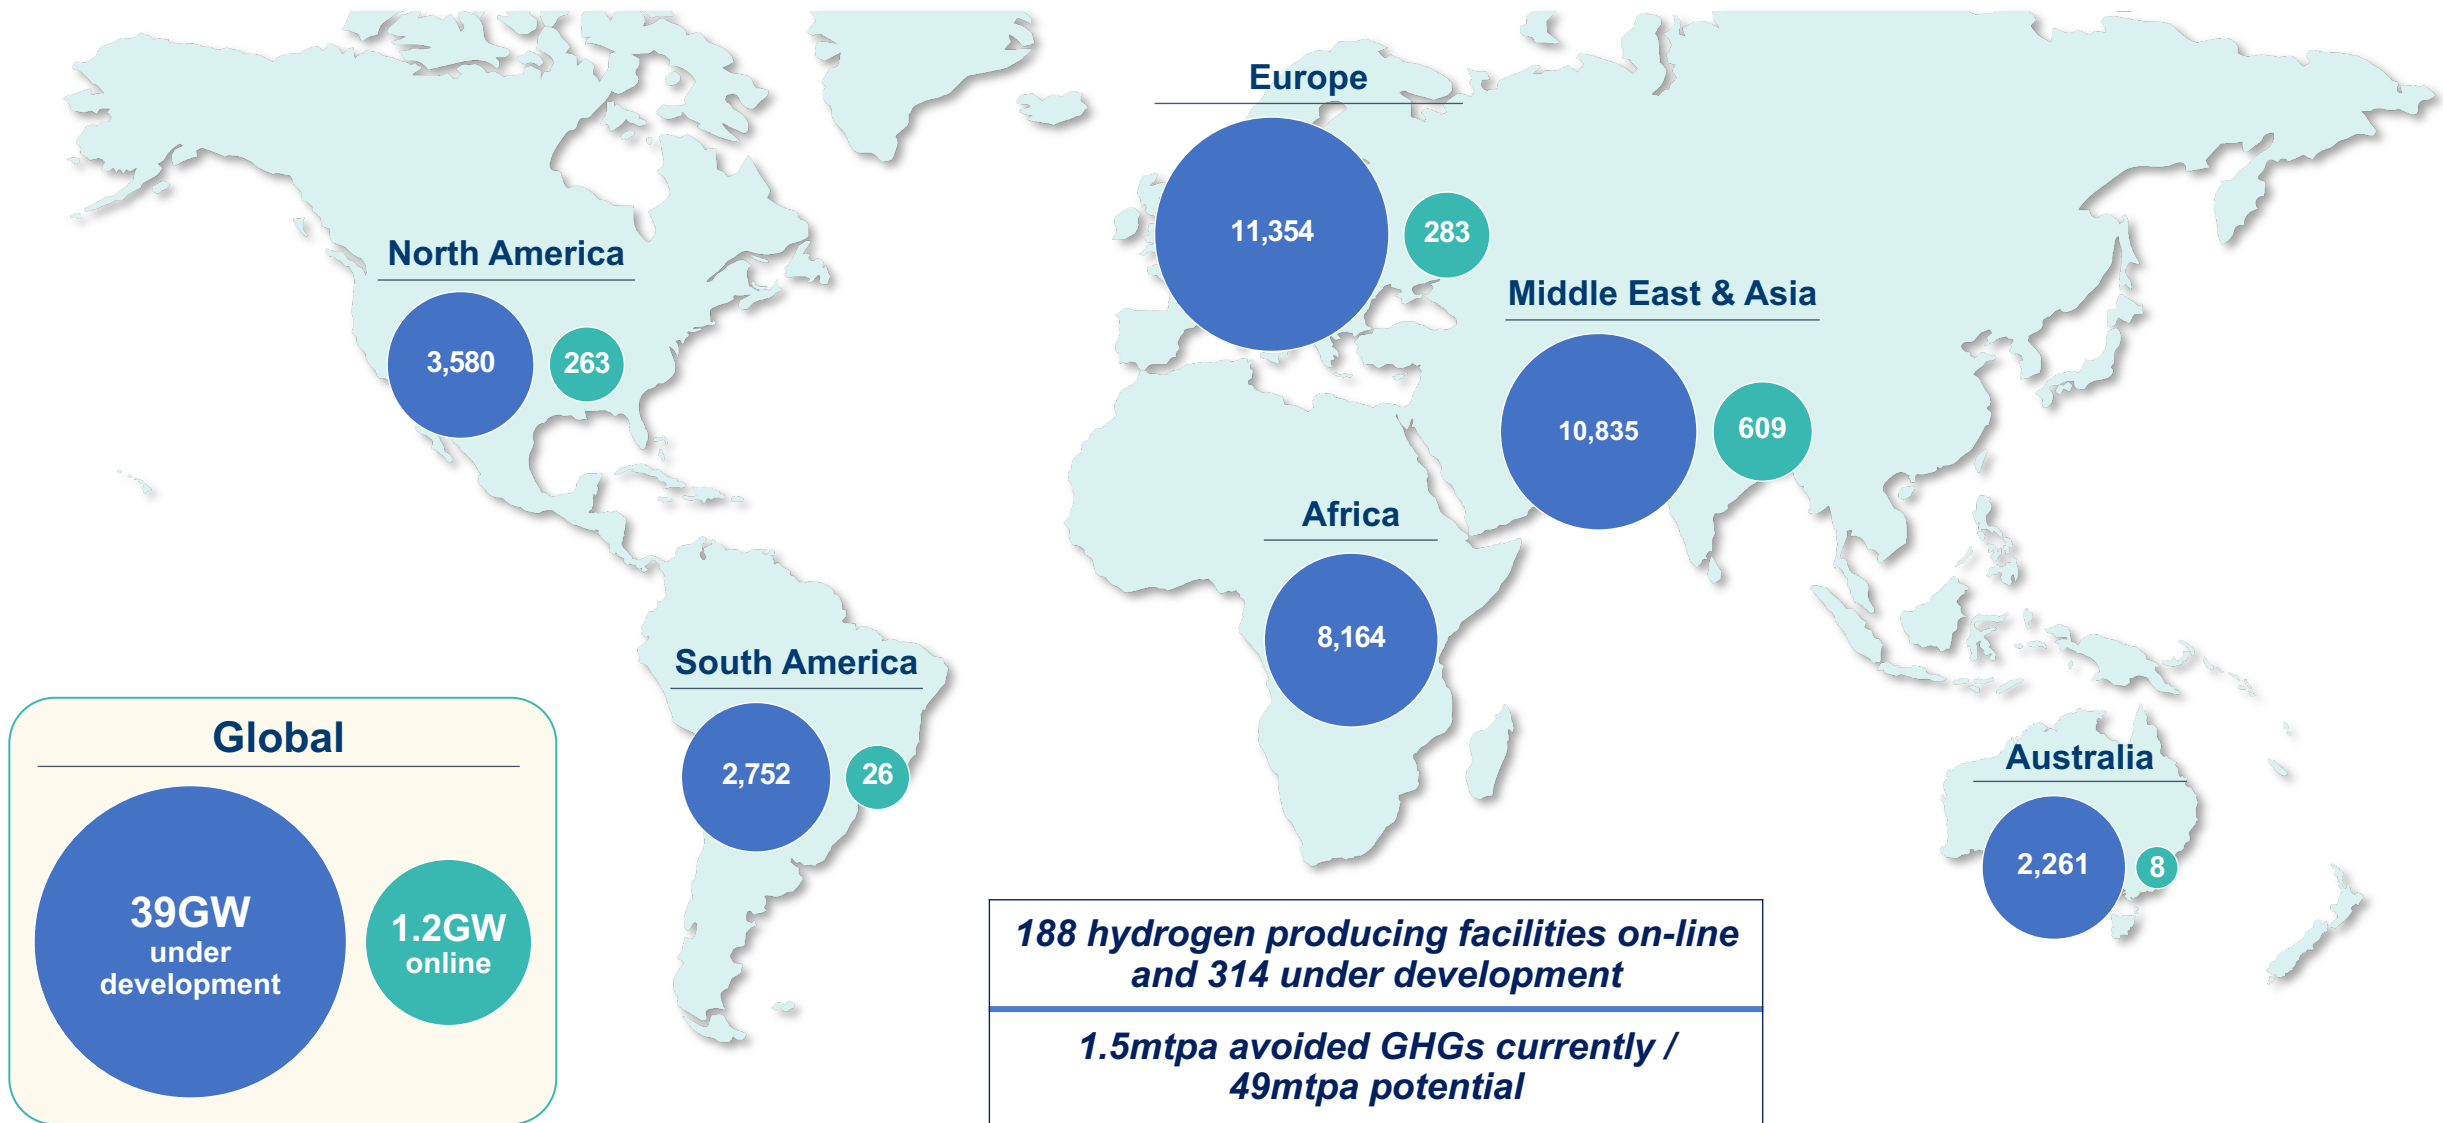 Europe
11,354
283
North America
3,580
263
Middle East & Asia
10,835
609
Africa
8,164
South America
2,752
26
Australia
2,261
8
Global
39GW
under
development
1.2GW
online
188 hydrogen producing facilities on-line
and 314 under development
1.5mtpa avoided GHGs currently /
49mtpa potential